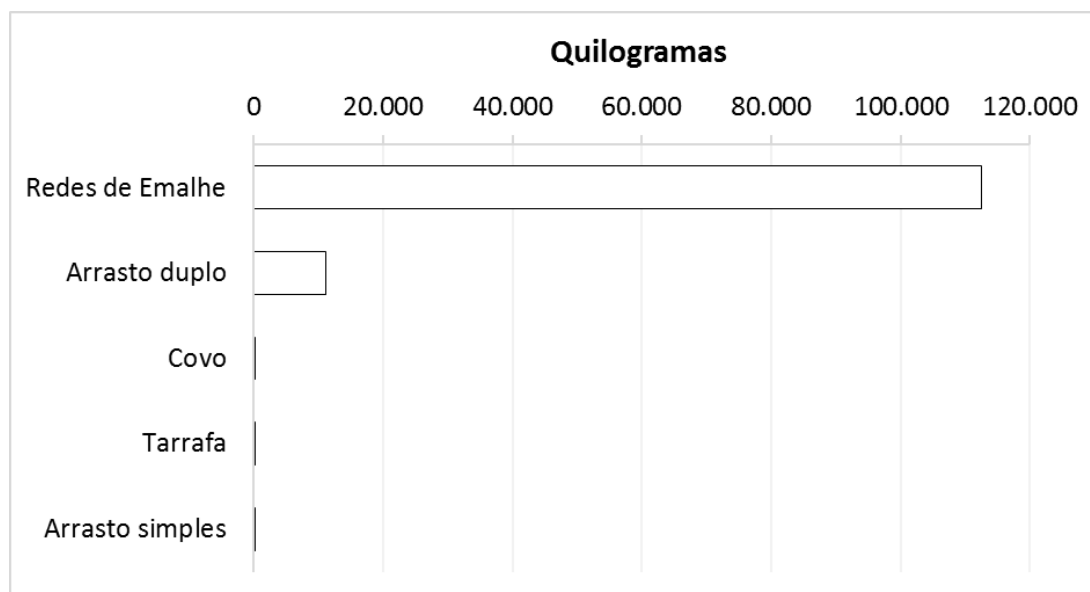 Quilogramas
0 20.000 40.000 60.000 80.000 100.000 120.000
Redes de Emalhe
Arrasto duplo
Covo
Tarrafa
Arrasto simples